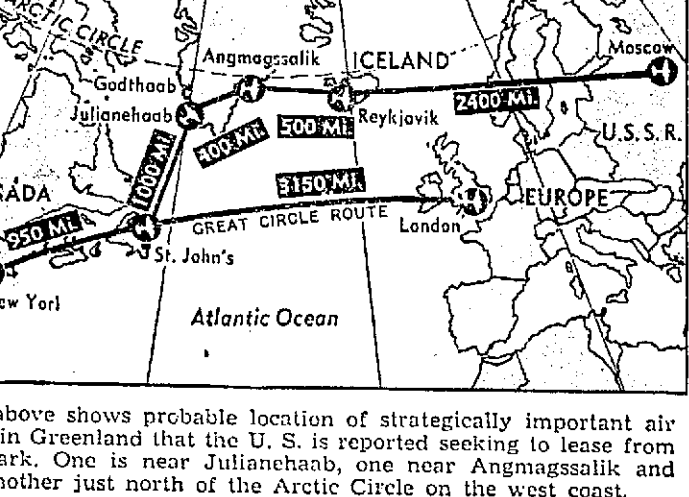 ARCTIC CIRCLE
Angmagssalik
ICELAND
Moscow
Godthaab
Julianehaab
Reykjavik
2400 Mi.
400 Mi.
500 Mi.
U.S.S.R.
1000 Mi.
3150 Mi.
ADA
EUROPE
950 Mi.
GREAT CIRCLE ROUTE
London
St. John's
ew Yorl
Atlantic Ocean
above shows probable location of strategically important air
in Greenland that the U. S. is reported seeking to lease from
ark. One is near Julianehaab, one near Angmagssalik and
nother just north of the Arctic Circle on the west coast.